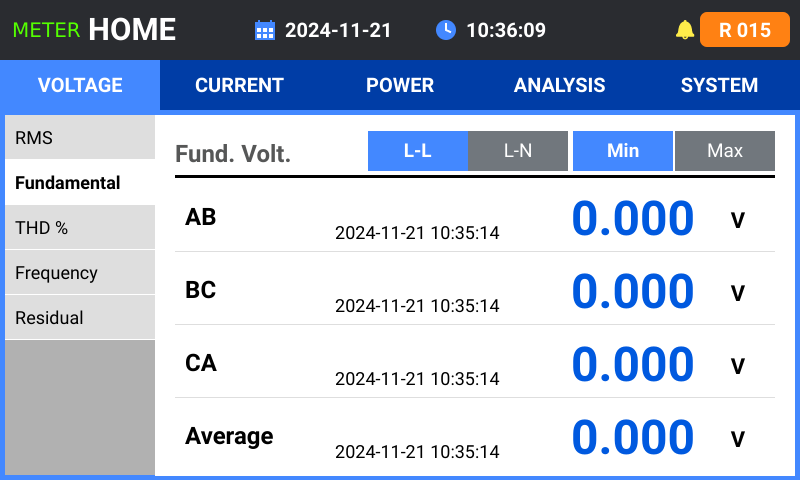 METER HOME 2024-11-21 10:36:09 R 015
VOLTAGE CURRENT POWER ANALYSIS SYSTEM
RMS
Fundamental
THD %
Frequency
Residual
Fund. Volt. L-L L-N Min Max
AB 2024-11-21 10:35:14 0.000 V
BC 2024-11-21 10:35:14 0.000 V
CA 2024-11-21 10:35:14 0.000 V
Average 2024-11-21 10:35:14 0.000 V